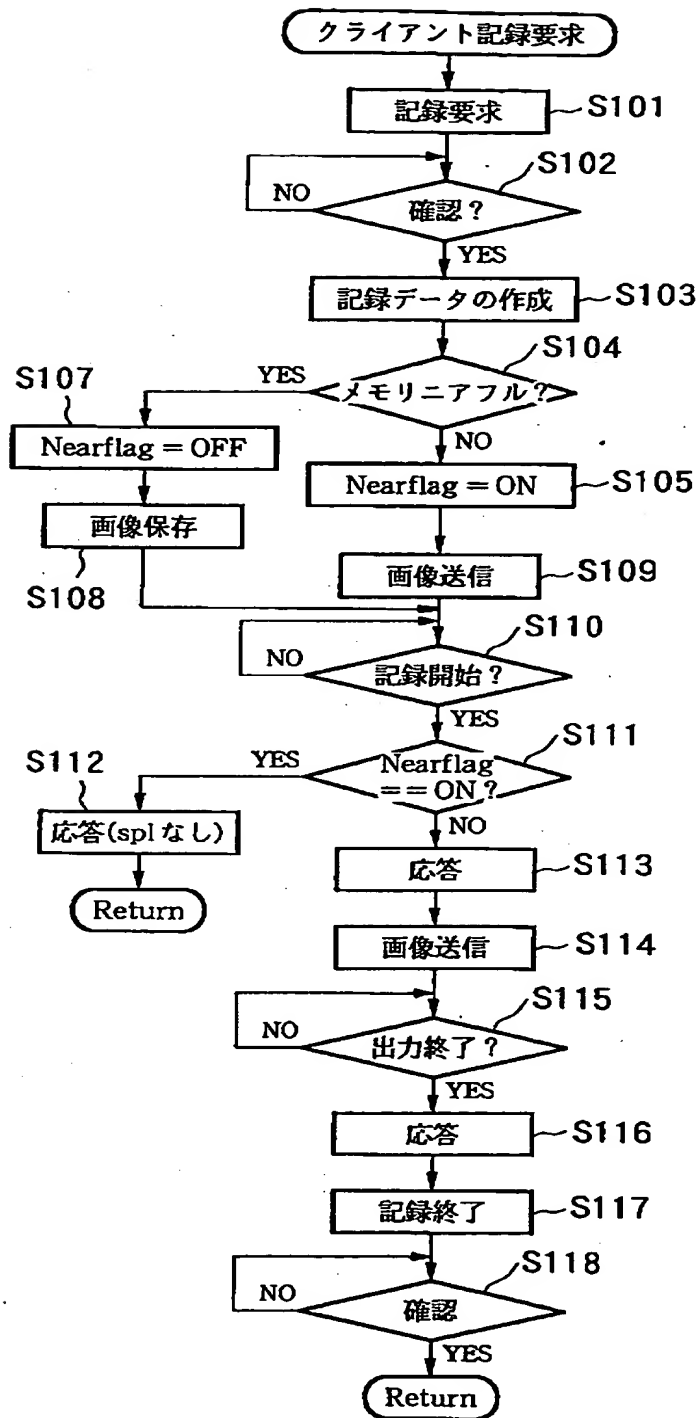 クライアント記録要求
記録要求
S101
S102
NO
確認?
YES
記録データの作成
S103
S104
YES
メモリニアフル?
S107
NO
Nearflag = OFF
Nearflag = ON
S105
画像保存
S108
画像送信
S109
S110
NO
記録開始?
YES
S111
YES
Nearflag
== ON ?
S112
NO
応答(spl なし)
Return
応答
S113
画像送信
S114
S115
NO
出力終了?
YES
応答
S116
記録終了
S117
S118
NO
確認
YES
Return